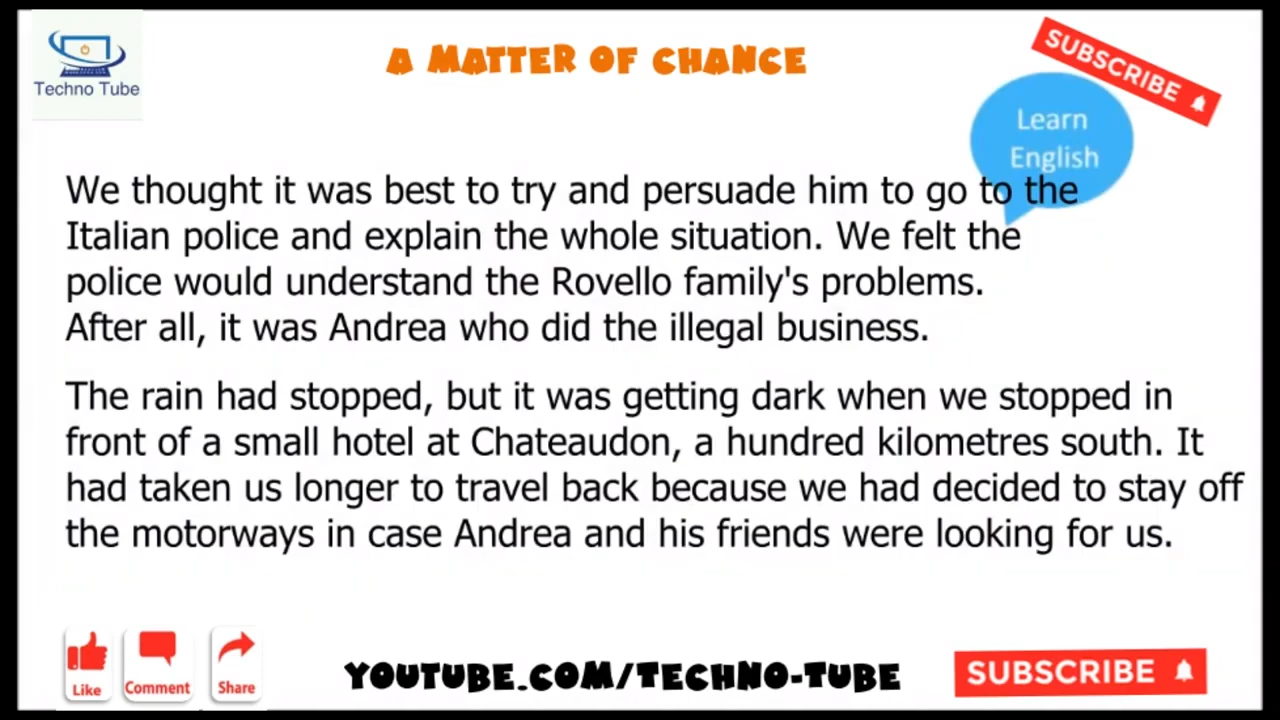 Techno Tube
A MATTER OF CHANCE
SUBSCRIBE
Learn
English
We thought it was best to try and persuade him to go to the
Italian police and explain the whole situation. We felt the
police would understand the Rovello family's problems.
After all, it was Andrea who did the illegal business.
The rain had stopped, but it was getting dark when we stopped in
front of a small hotel at Chateaudon, a hundred kilometres south. It
had taken us longer to travel back because we had decided to stay off
the motorways in case Andrea and his friends were looking for us.
Like
Comment
Share
YOUTUBE.COM/TECHNO-TUBE
SUBSCRIBE